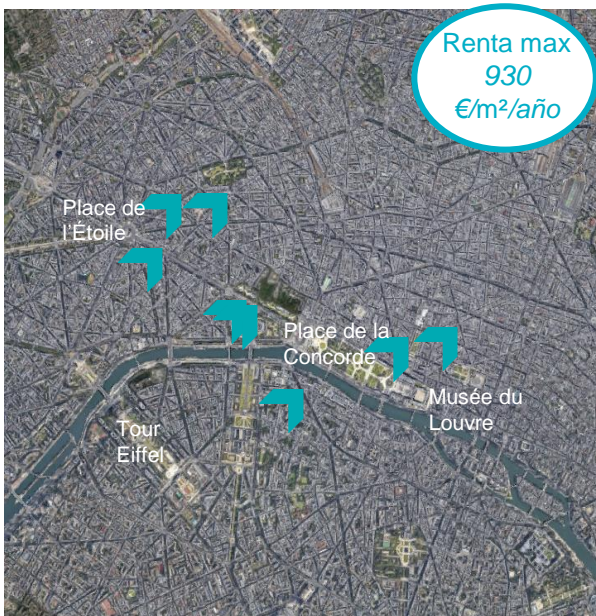 Renta max
930
€/m²/año
Place de
l'Étoile
Place de la
Concorde
Musée du
Louvre
Tour
Eiffel